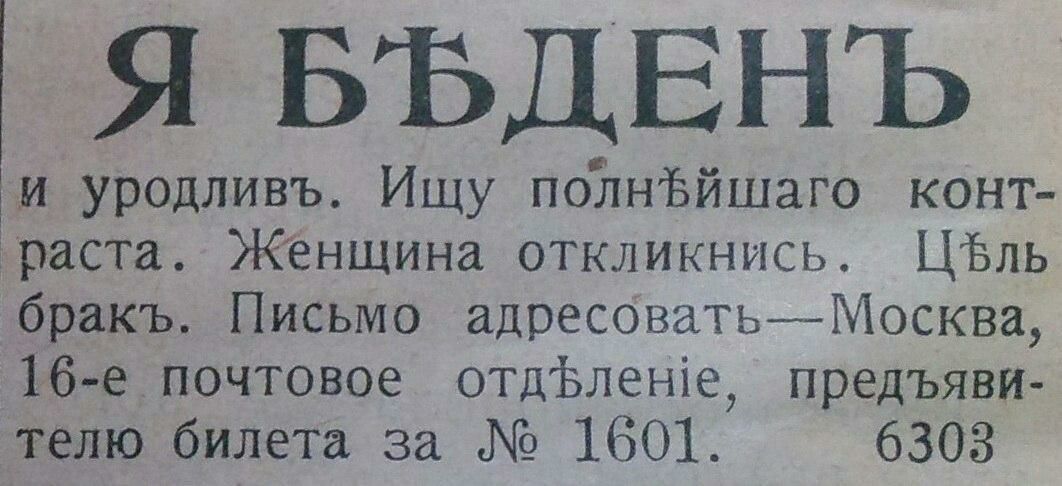 Я БѢДЕНЪ
и уродливъ. Ищу полнѣйшаго конт-
раста. Женщина откликнись. Цѣль
бракъ. Письмо адресовать—Москва,
16-е почтовое отдѣленіе, предъяви-
телю билета за № 1601. 6303